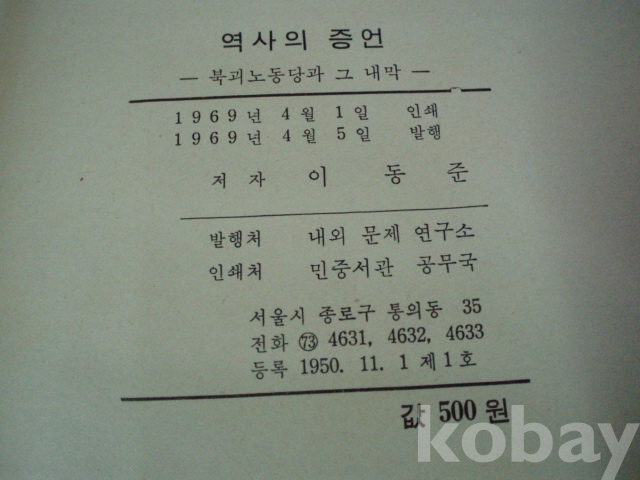 역사의 증언
— 북괴노동당과 그 내막 —
1969년 4월 1일 인쇄
1969년 4월 5일 발행
저자 이동준
발행처 내외 문제 연구소
인쇄처 민중서관 공무국
서울시 종로구 통의동 35
전화 ㉝ 4631, 4632, 4633
등록 1950. 11. 1 제1호
값 500원
kobay